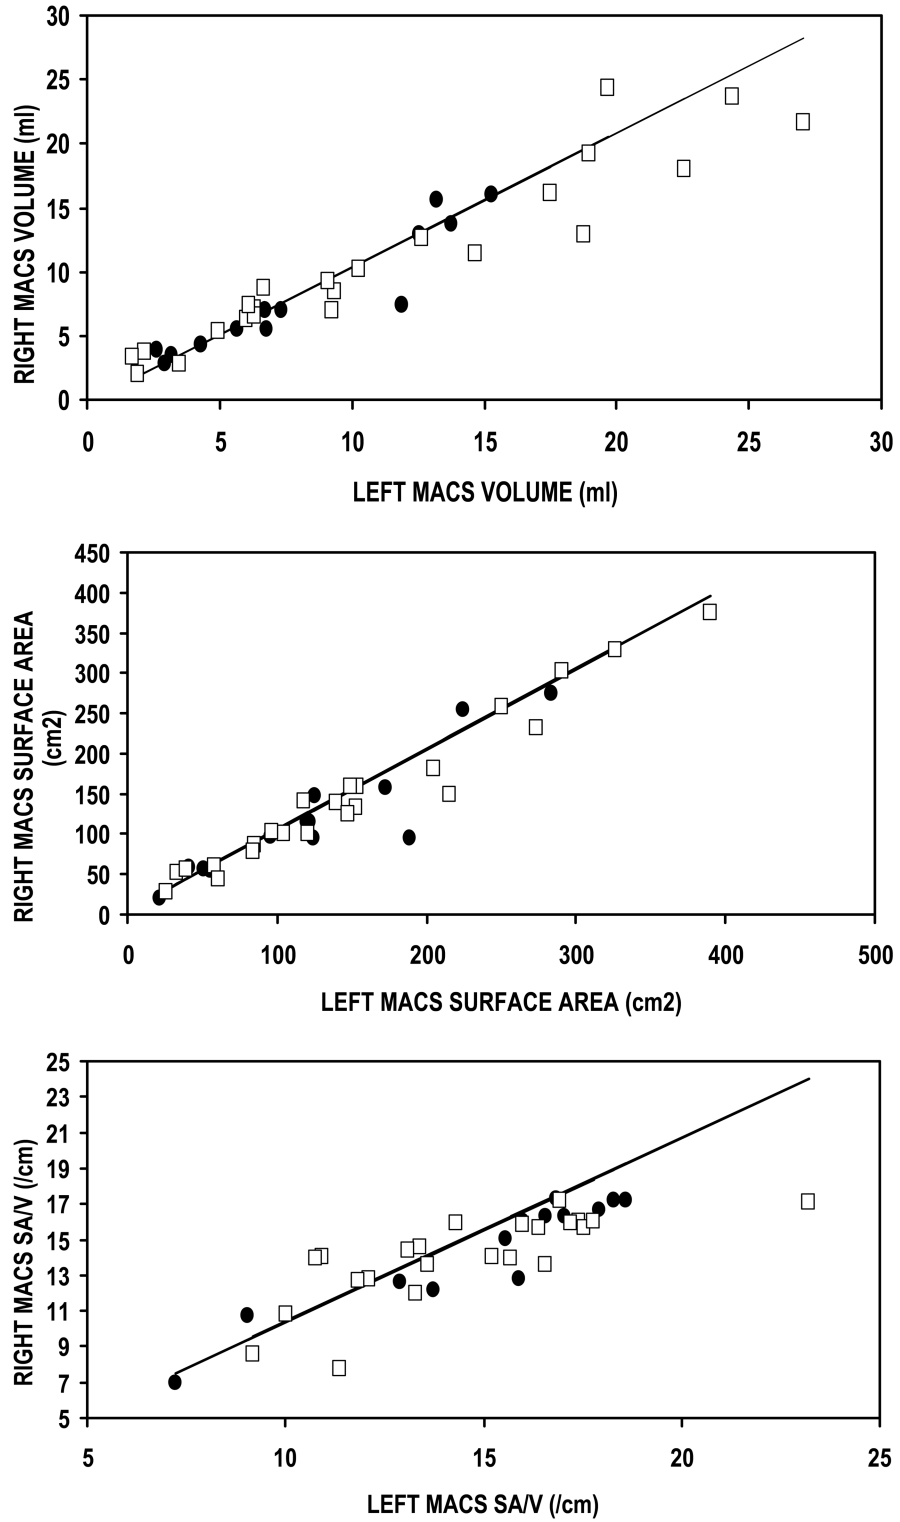 30
25
20
15
10
5
0
RIGHT MACS VOLUME (ml)
0 5 10 15 20 25 30
LEFT MACS VOLUME (ml)
450
400
350
300
250
200
150
100
50
0
RIGHT MACS SURFACE AREA
(cm2)
0 100 200 300 400 500
LEFT MACS SURFACE AREA (cm2)
25
23
21
19
17
15
13
11
9
7
5
RIGHT MACS SA/V (/cm)
5 10 15 20 25
LEFT MACS SA/V (/cm)